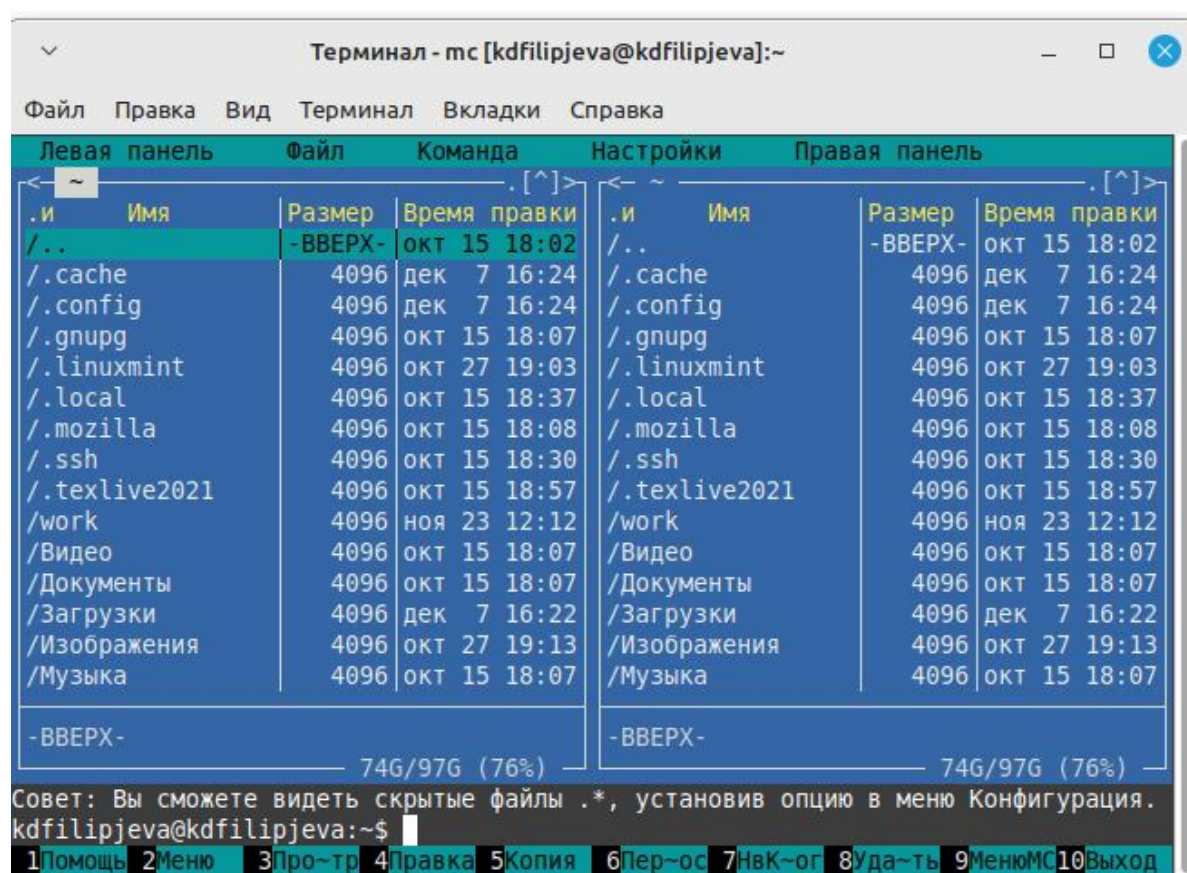 Терминал - mc [kdfilipjeva@kdfilipjeva]:~
Файл Правка Вид Терминал Вкладки Справка
Левая панель Файл Команда Настройки Правая панель
<- ~ .[^]> <- ~ .[^]>
.и Имя Размер Время правки .и Имя Размер Время правки
/.. -ВВЕРХ- окт 15 18:02 /.. -ВВЕРХ- окт 15 18:02
/.cache 4096 дек 7 16:24 /.cache 4096 дек 7 16:24
/.config 4096 дек 7 16:24 /.config 4096 дек 7 16:24
/.gnupg 4096 окт 15 18:07 /.gnupg 4096 окт 15 18:07
/.linuxmint 4096 окт 27 19:03 /.linuxmint 4096 окт 27 19:03
/.local 4096 окт 15 18:37 /.local 4096 окт 15 18:37
/.mozilla 4096 окт 15 18:08 /.mozilla 4096 окт 15 18:08
/.ssh 4096 окт 15 18:30 /.ssh 4096 окт 15 18:30
/.texlive2021 4096 окт 15 18:57 /.texlive2021 4096 окт 15 18:57
/work 4096 ноя 23 12:12 /work 4096 ноя 23 12:12
/Видео 4096 окт 15 18:07 /Видео 4096 окт 15 18:07
/Документы 4096 окт 15 18:07 /Документы 4096 окт 15 18:07
/Загрузки 4096 дек 7 16:22 /Загрузки 4096 дек 7 16:22
/Изображения 4096 окт 27 19:13 /Изображения 4096 окт 27 19:13
/Музыка 4096 окт 15 18:07 /Музыка 4096 окт 15 18:07
-ВВЕРХ- -ВВЕРХ-
74G/97G (76%) 74G/97G (76%)
Совет: Вы сможете видеть скрытые файлы .*, установив опцию в меню Конфигурация.
kdfilipjeva@kdfilipjeva:~$
1Помощь 2Меню 3Про~тр 4Правка 5Копия 6Пер~ос 7НвК~ог 8Уда~ть 9МенюМС 10Выход